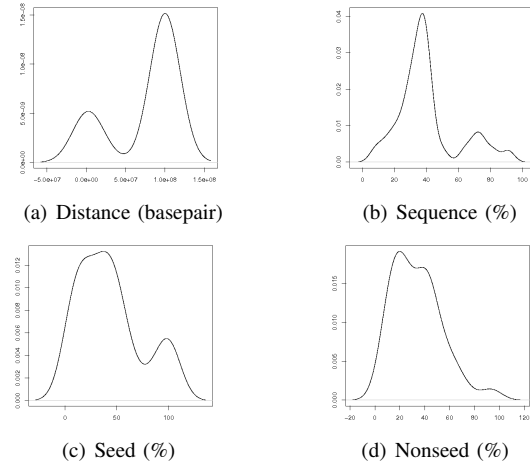 0.0e+00 5.0e-09 1.0e-08 1.5e-08
-5.0e+07 0.0e+00 5.0e+07 1.0e+08 1.5e+08
(a) Distance (basepair)
0.00 0.01 0.02 0.03 0.04
0 20 40 60 80 100
(b) Sequence (%)
0.000 0.002 0.004 0.006 0.008 0.010 0.012
0 50 100
(c) Seed (%)
0.000 0.005 0.010 0.015
-20 0 20 40 60 80 100 120
(d) Nonseed (%)